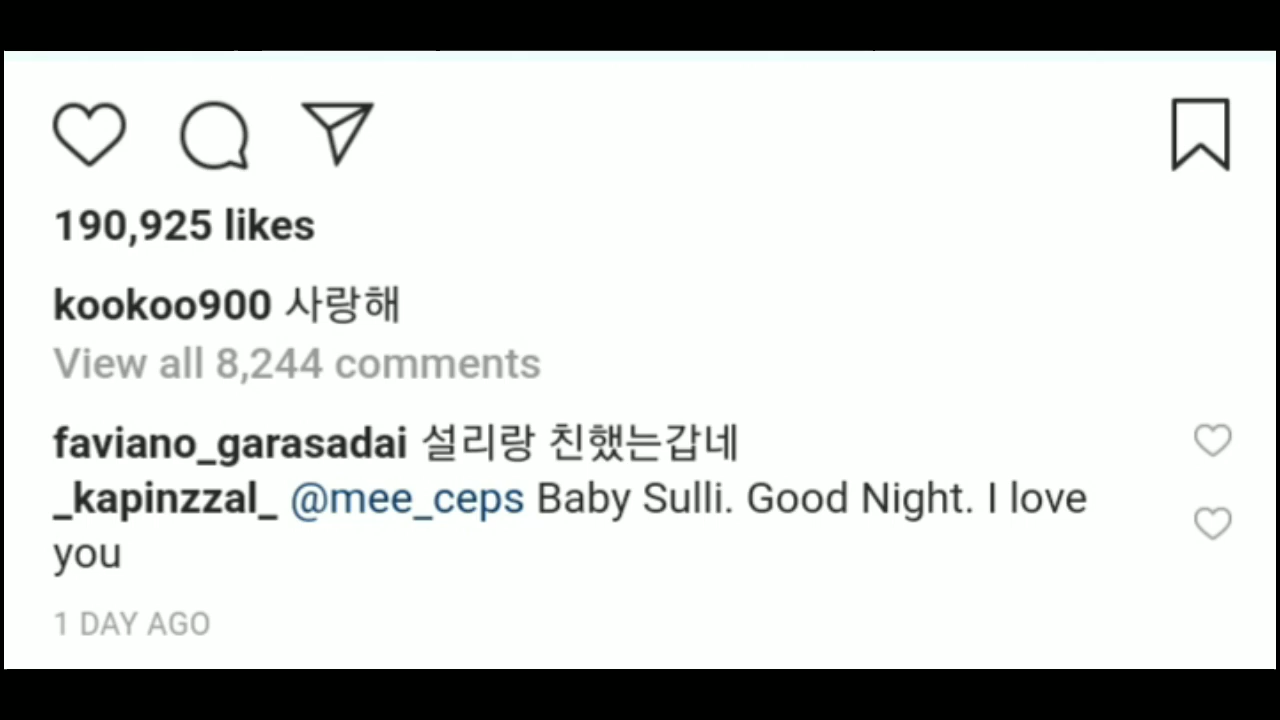 190,925 likes
kookoo900 사랑해
View all 8,244 comments
faviano_garasadai 설리랑 친했는갑네
_kapinzzal_ @mee_ceps Baby Sulli. Good Night. I love
you
1 DAY AGO